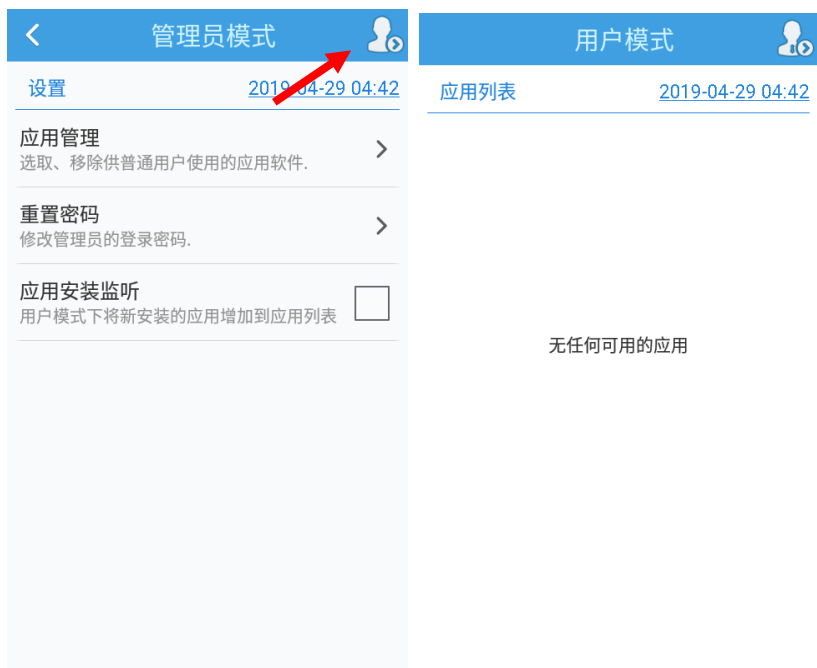 管理员模式
设置
2019-04-29 04:42
应用管理
选取、移除供普通用户使用的应用软件.
重置密码
修改管理员的登录密码.
应用安装监听
用户模式下将新安装的应用增加到应用列表
用户模式
应用列表
2019-04-29 04:42
无任何可用的应用